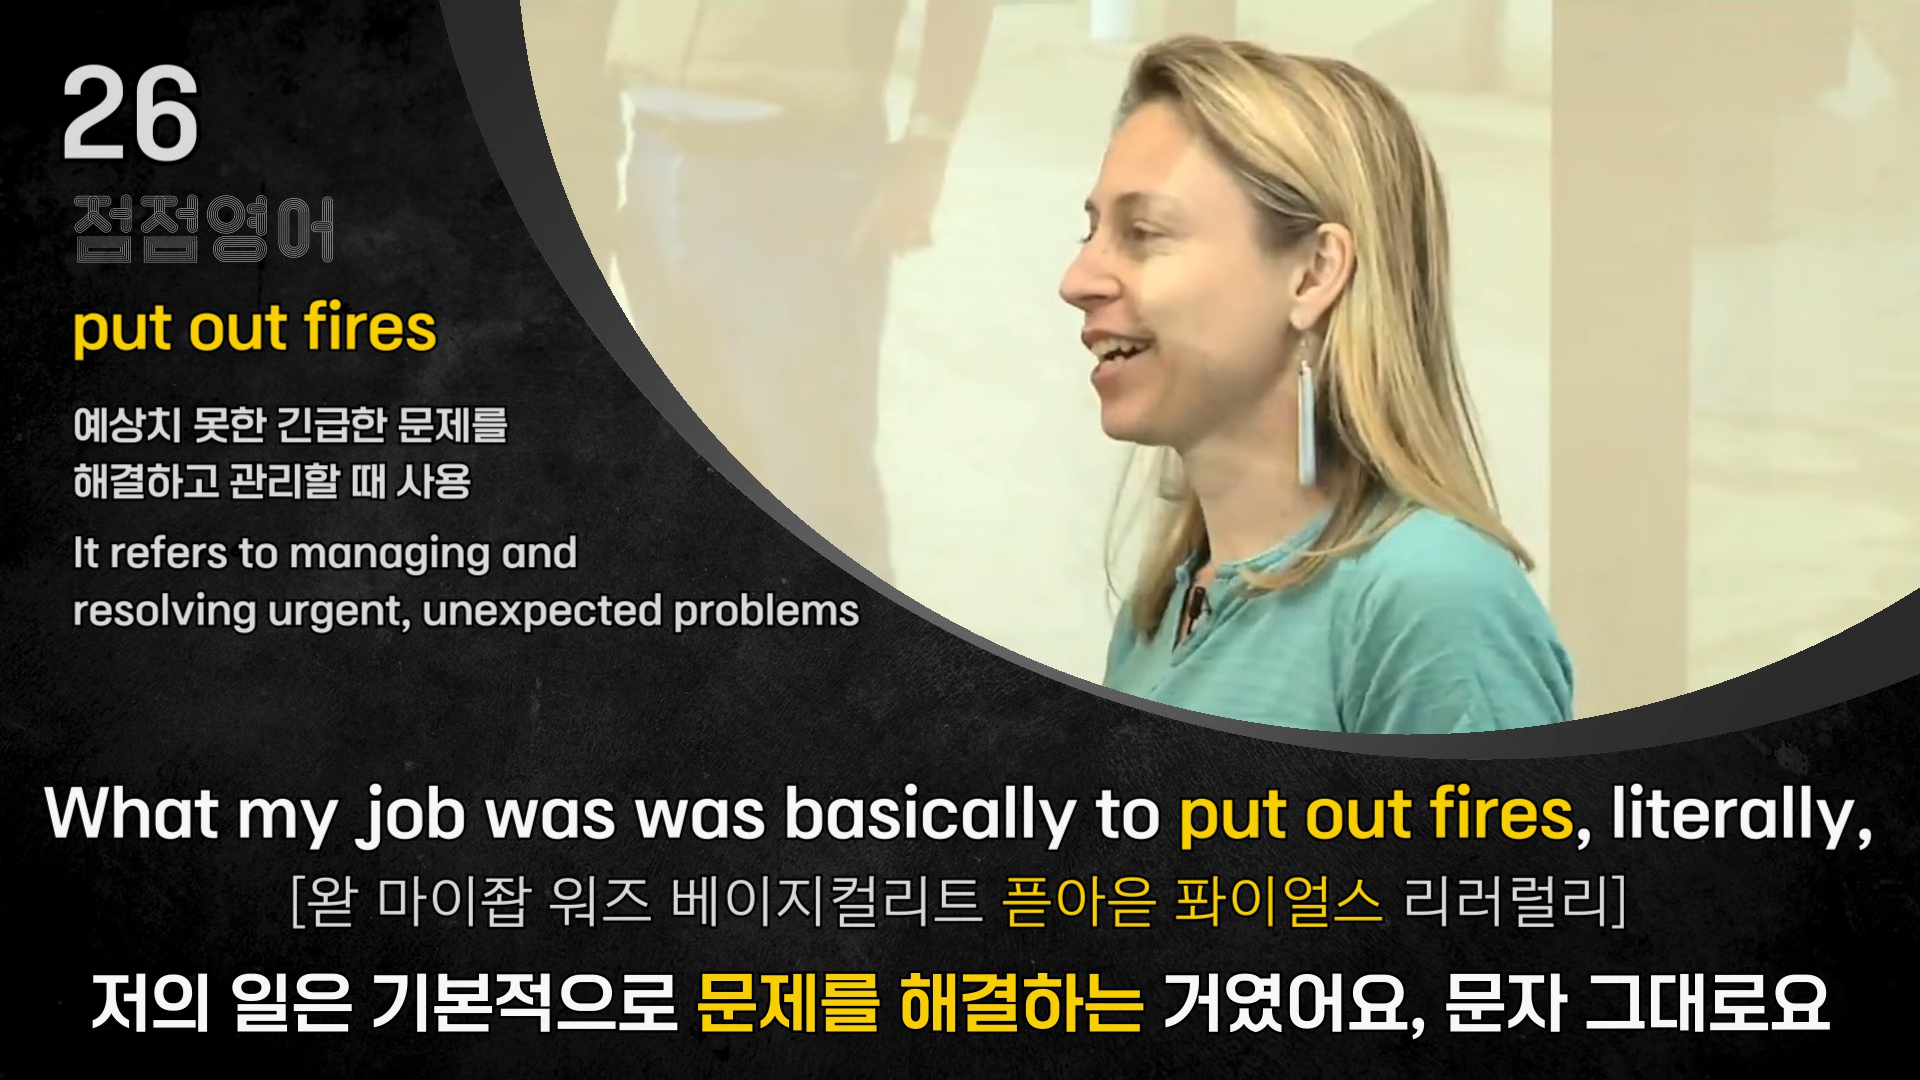 26
점점영어
put out fires
예상치 못한 긴급한 문제를
해결하고 관리할 때 사용
It refers to managing and
resolving urgent, unexpected problems
What my job was was basically to put out fires, literally,
[왙 마이좝 워즈 베이지컬리트 픋아읃 퐈이얼스 리러럴리]
저의 일은 기본적으로 문제를 해결하는 거였어요, 문자 그대로요